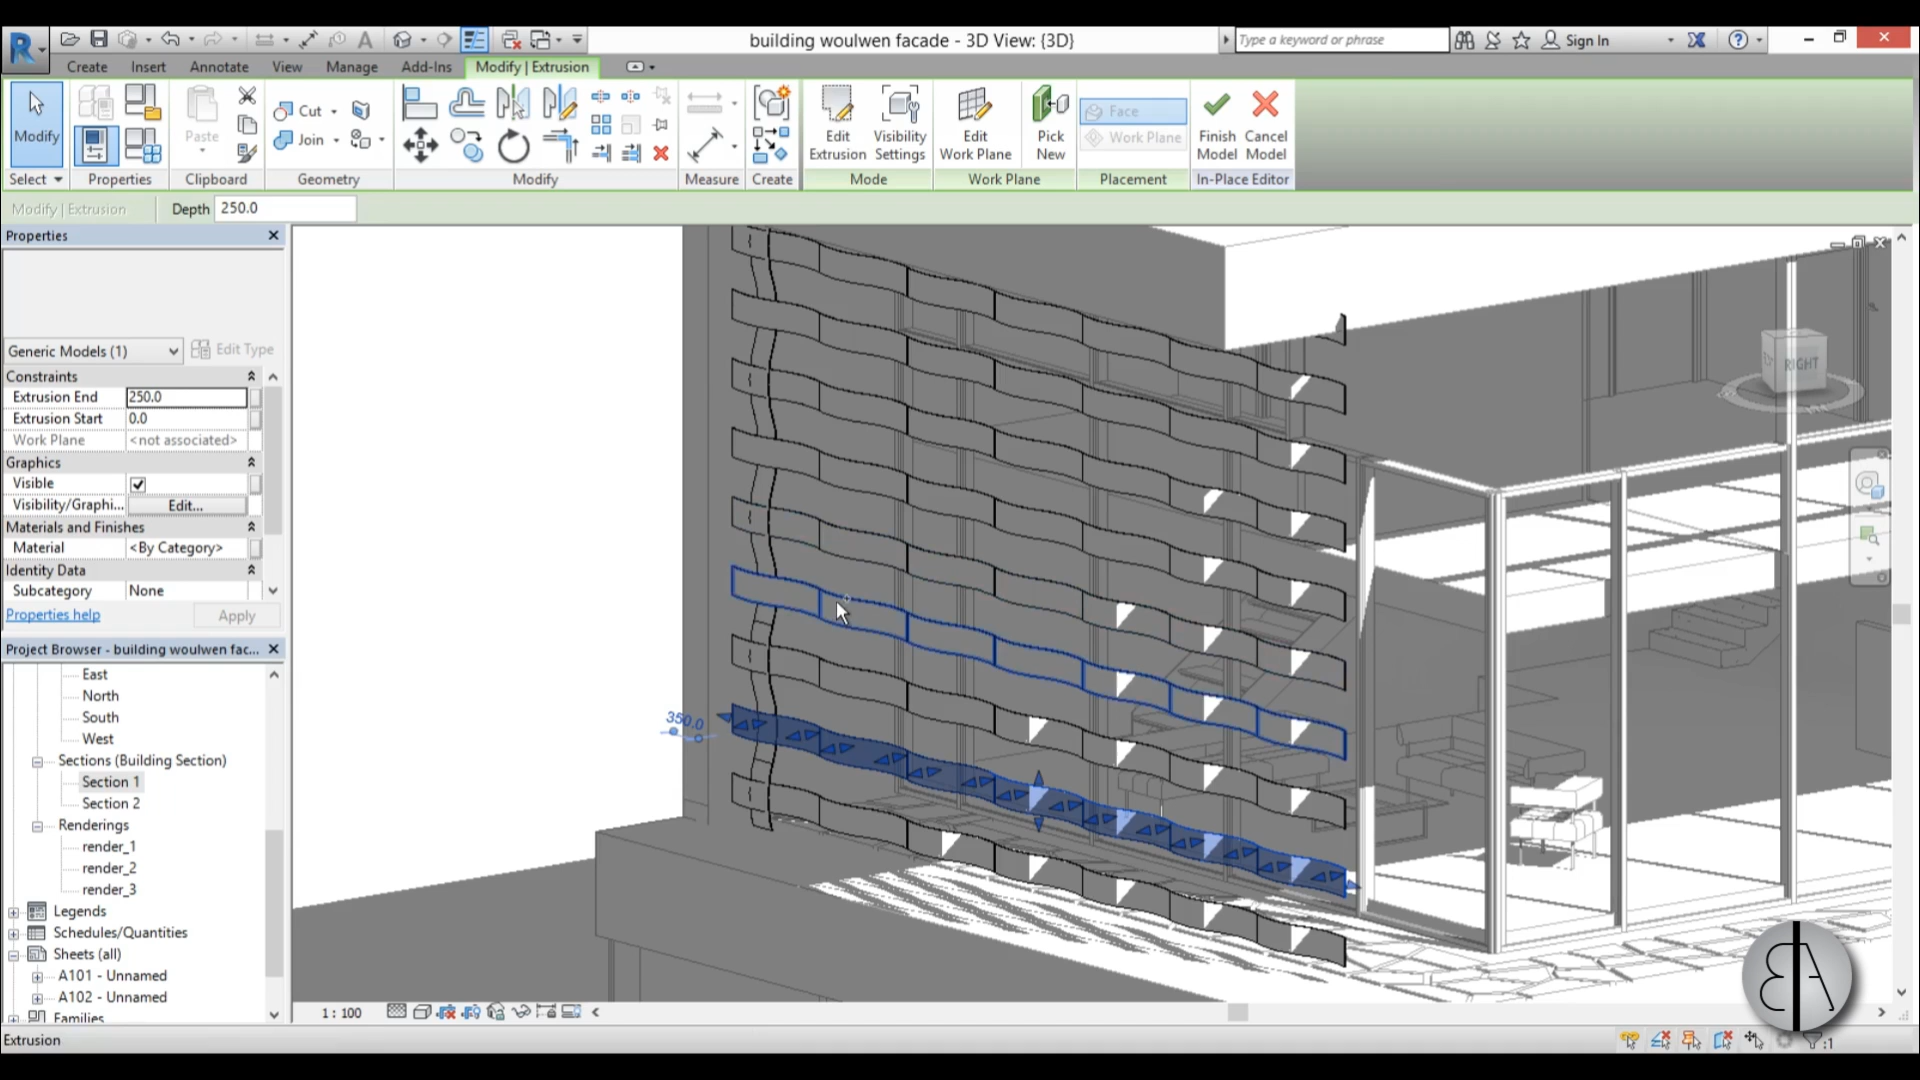 building woulwen facade - 3D View: {3D}
Type a keyword or phrase
Sign In
Create Insert Annotate View Manage Add-Ins Modify | Extrusion
Modify
Paste
Cut
Join
Edit Extrusion
Visibility Settings
Edit Work Plane
Pick New
Face
Work Plane
Finish Model
Cancel Model
Select Properties Clipboard Geometry Modify Measure Create Mode Work Plane Placement In-Place Editor
Modify | Extrusion Depth 250.0
Properties
Generic Models (1) Edit Type
Constraints
Extrusion End 250.0
Extrusion Start 0.0
Work Plane <not associated>
Graphics
Visible
Visibility/Graphi... Edit...
Materials and Finishes
Material <By Category>
Identity Data
Subcategory None
Properties help Apply
Project Browser - building woulwen fac...
East
North
South
West
Sections (Building Section)
Section 1
Section 2
Renderings
render_1
render_2
render_3
Legends
Schedules/Quantities
Sheets (all)
A101 - Unnamed
A102 - Unnamed
Families
350.0
RIGHT
1 : 100
Extrusion
:1